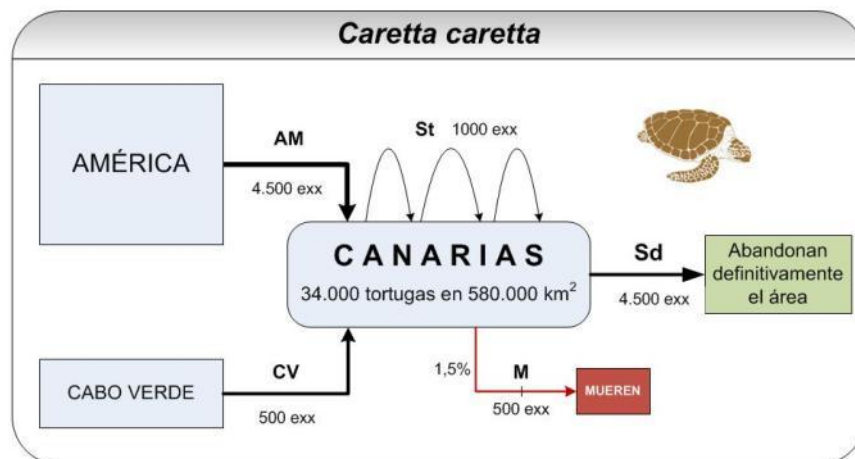 Caretta caretta
AMÉRICA
AM
4.500 exx
St 1000 exx
CANARIAS
34.000 tortugas en 580.000 km²
Sd
4.500 exx
Abandonan
definitivamente
el área
CABO VERDE
CV
500 exx
1,5%
M
500 exx
MUEREN